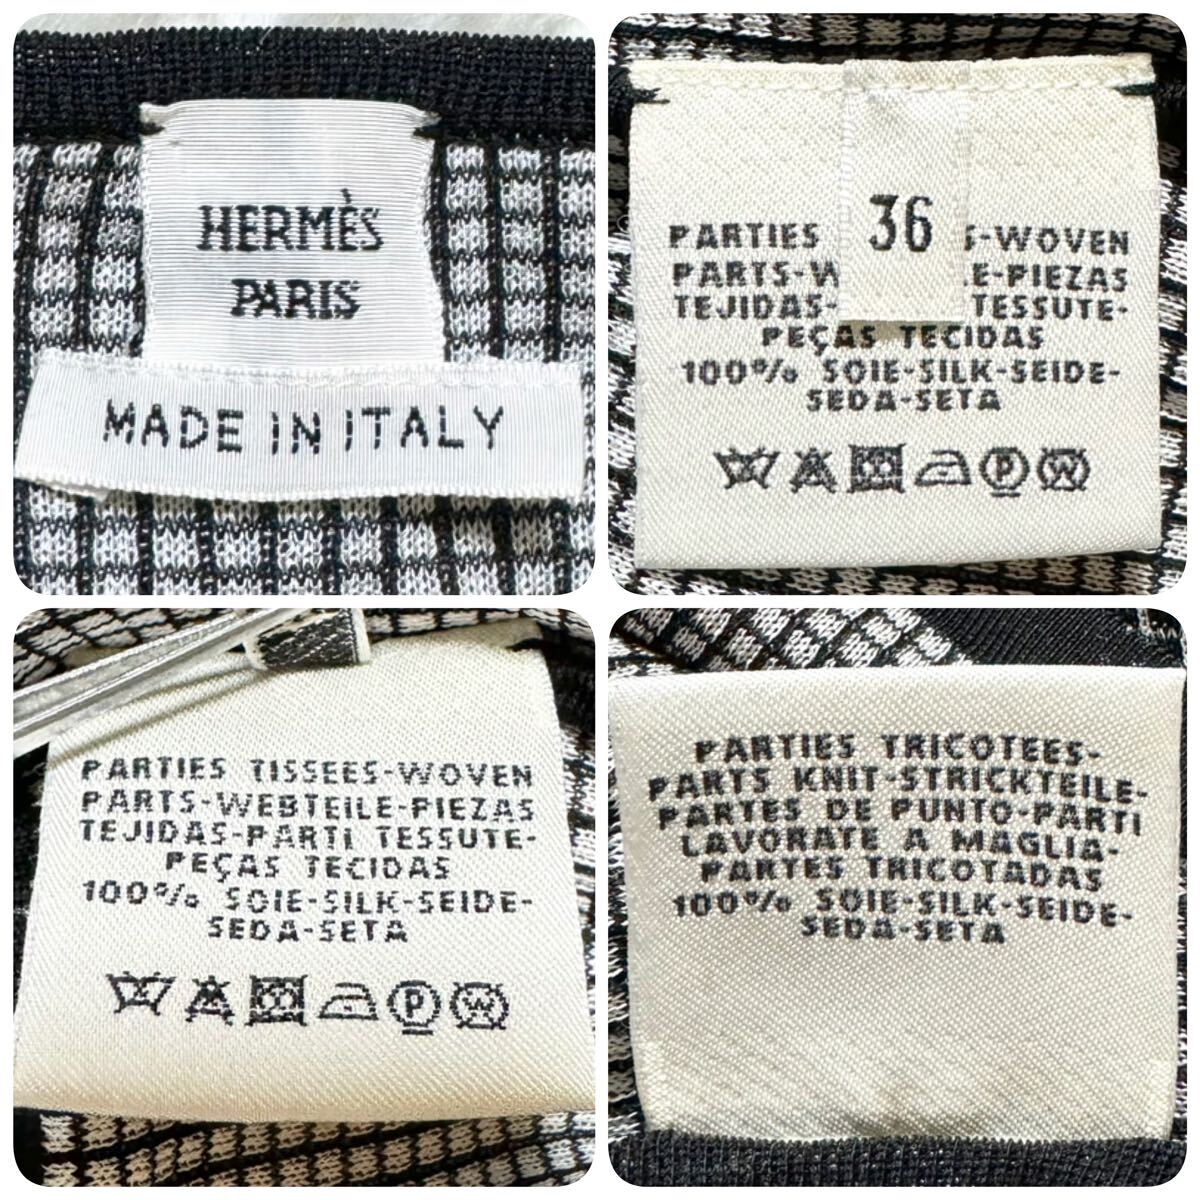 HERMÈS
PARIS
MADE IN ITALY
36
PARTIES S-WOVEN
PARTS-W E-PIEZAS
TEJIDAS- TESSUTE-
PEÇAS TECIDAS
100% SOIE-SILK-SEIDE-
SEDA-SETA
P W
PARTIES TISSEES-WOVEN
PARTS-WEBTEILE-PIEZAS
TEJIDAS-PARTI TESSUTE-
PEÇAS TECIDAS
100% SOIE-SILK-SEIDE-
SEDA-SETA
P W
PARTIES TRICOTEES-
PARTS KNIT-STRICKTEILE-
PARTES DE PUNTO-PARTI
LAVORATE A MAGLIA-
PARTES TRICOTADAS
100% SOIE-SILK-SEIDE-
SEDA-SETA